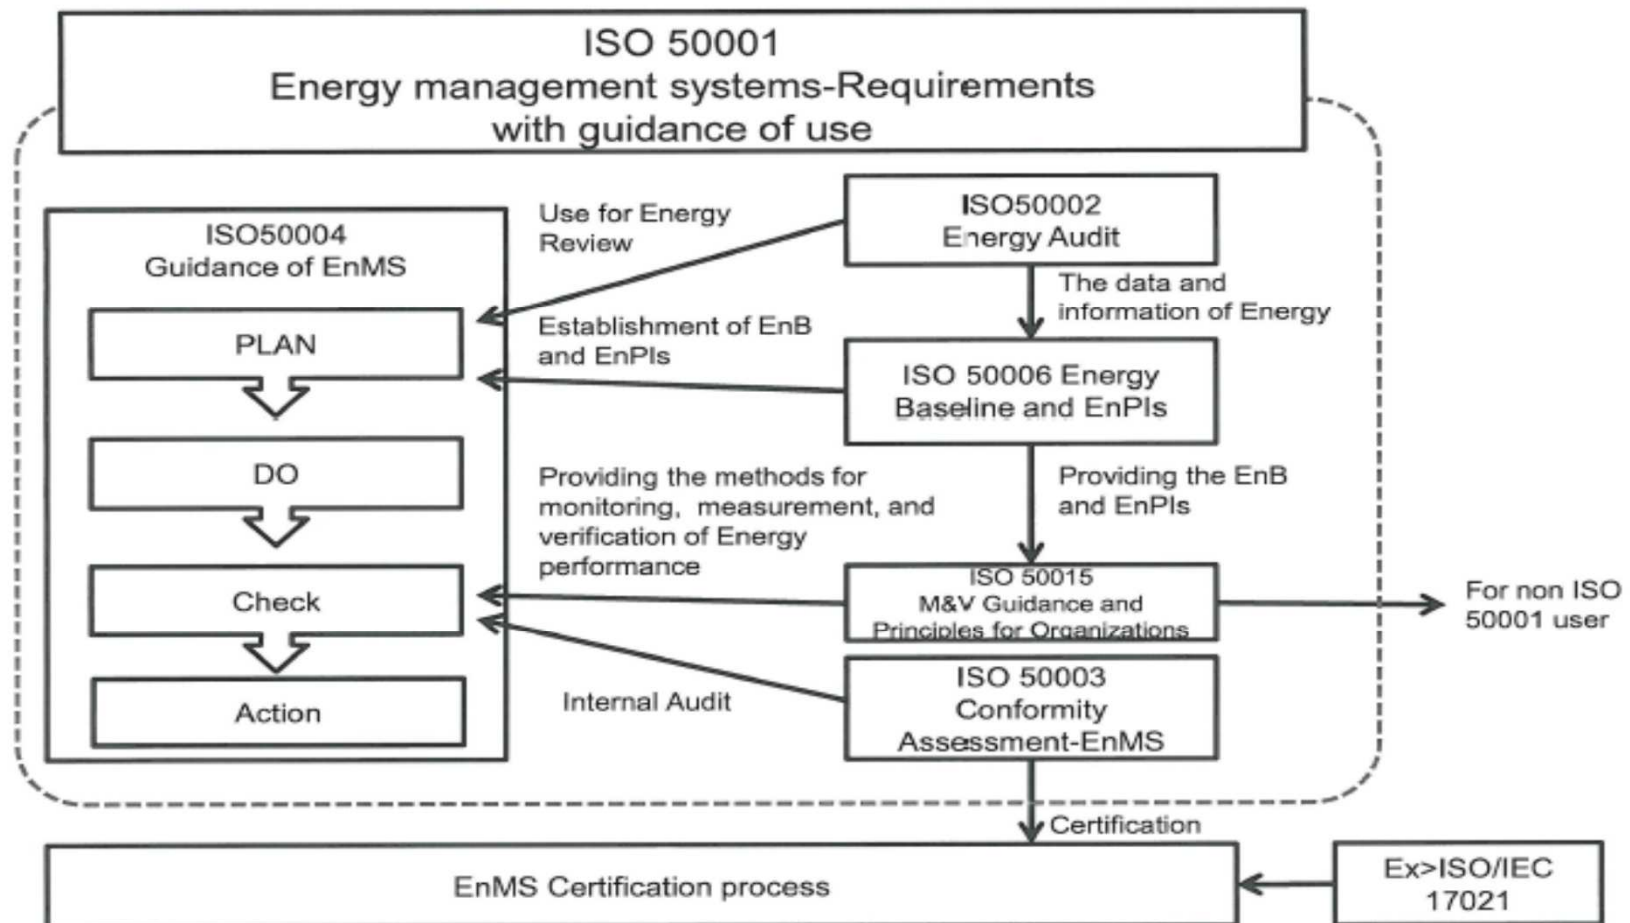 ISO 50001
Energy management systems-Requirements
with guidance of use
ISO50004
Guidance of EnMS
PLAN
DO
Check
Action
Use for Energy
Review
Establishment of EnB
and EnPIs
Providing the methods for
monitoring, measurement, and
verification of Energy
performance
Internal Audit
ISO50002
Energy Audit
The data and
information of Energy
ISO 50006 Energy
Baseline and EnPIs
Providing the EnB
and EnPIs
ISO 50015
M&V Guidance and
Principles for Organizations
For non ISO
50001 user
ISO 50003
Conformity
Assessment-EnMS
Certification
EnMS Certification process
Ex>ISO/IEC
17021